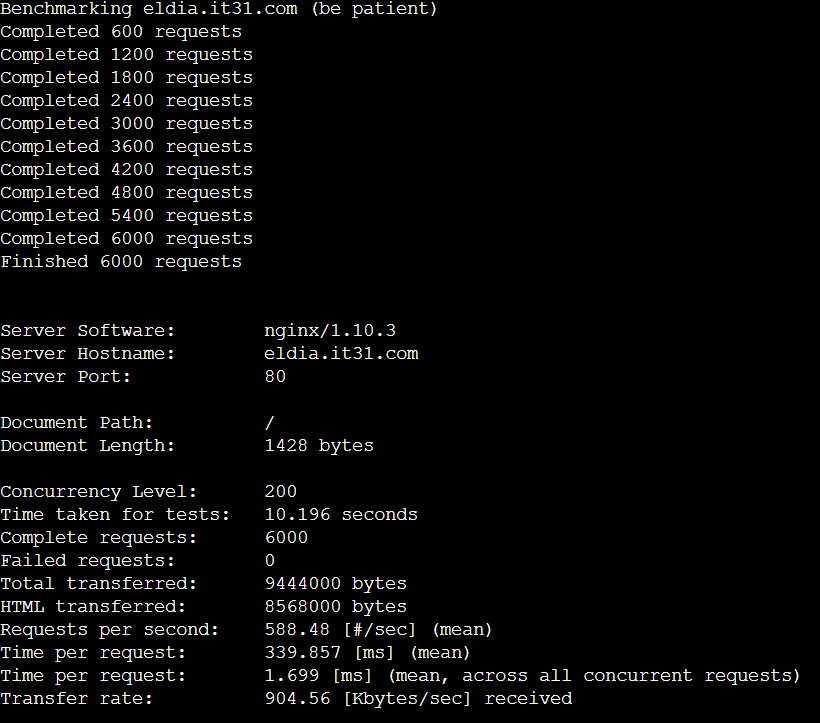 Benchmarking eldia.it31.com (be patient)
Completed 600 requests
Completed 1200 requests
Completed 1800 requests
Completed 2400 requests
Completed 3000 requests
Completed 3600 requests
Completed 4200 requests
Completed 4800 requests
Completed 5400 requests
Completed 6000 requests
Finished 6000 requests
Server Software: nginx/1.10.3
Server Hostname: eldia.it31.com
Server Port: 80
Document Path: /
Document Length: 1428 bytes
Concurrency Level: 200
Time taken for tests: 10.196 seconds
Complete requests: 6000
Failed requests: 0
Total transferred: 9444000 bytes
HTML transferred: 8568000 bytes
Requests per second: 588.48 [#/sec] (mean)
Time per request: 339.857 [ms] (mean)
Time per request: 1.699 [ms] (mean, across all concurrent requests)
Transfer rate: 904.56 [Kbytes/sec] received